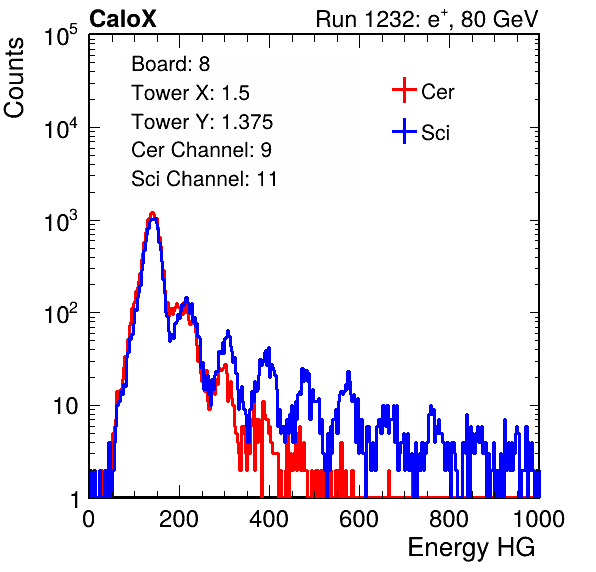 CaloX Run 1232: e⁺, 80 GeV
Board: 8
Tower X: 1.5
Tower Y: 1.375
Cer Channel: 9
Sci Channel: 11
Cer
Sci
Counts
10⁵
10⁴
10³
10²
10
1
0 200 400 600 800 1000
Energy HG